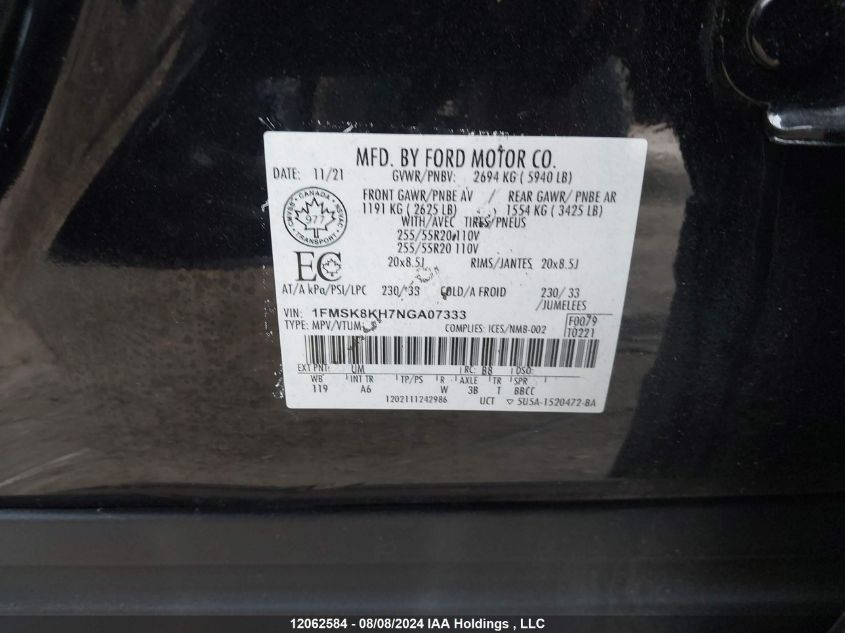 MFD. BY FORD MOTOR CO.
DATE: 11/21 GVWR/PNBV: 2694 KG ( 5940 LB)
FRONT GAWR/PNBE AV / REAR GAWR/ PNBE AR
1191 KG ( 2625 LB) 1554 KG ( 3425 LB)
WITH/AVEC TIRES/PNEUS
255/55R20 110V
255/55R20 110V
20x8.5J RIMS/JANTES 20x8.5J
AT/A kPa/PSI/LPC 230/ 33 COLD/A FROID 230/ 33
/JUMELEES
CANADA
977
TRANSPORT
EC
VIN: 1FMSK8KH7NGA07333
TYPE: MPV/VTUM COMPLIES: ICES/NMB-002
F0079
T0221
EXT PNT: UM RC: 88 DSO:
WB INT TR TP/PS R AXLE TR SPR
119 A6 W 3B T BBCC
1202111242986 UCT 5U5A-1520472-BA
12062584 - 08/08/2024 IAA Holdings , LLC